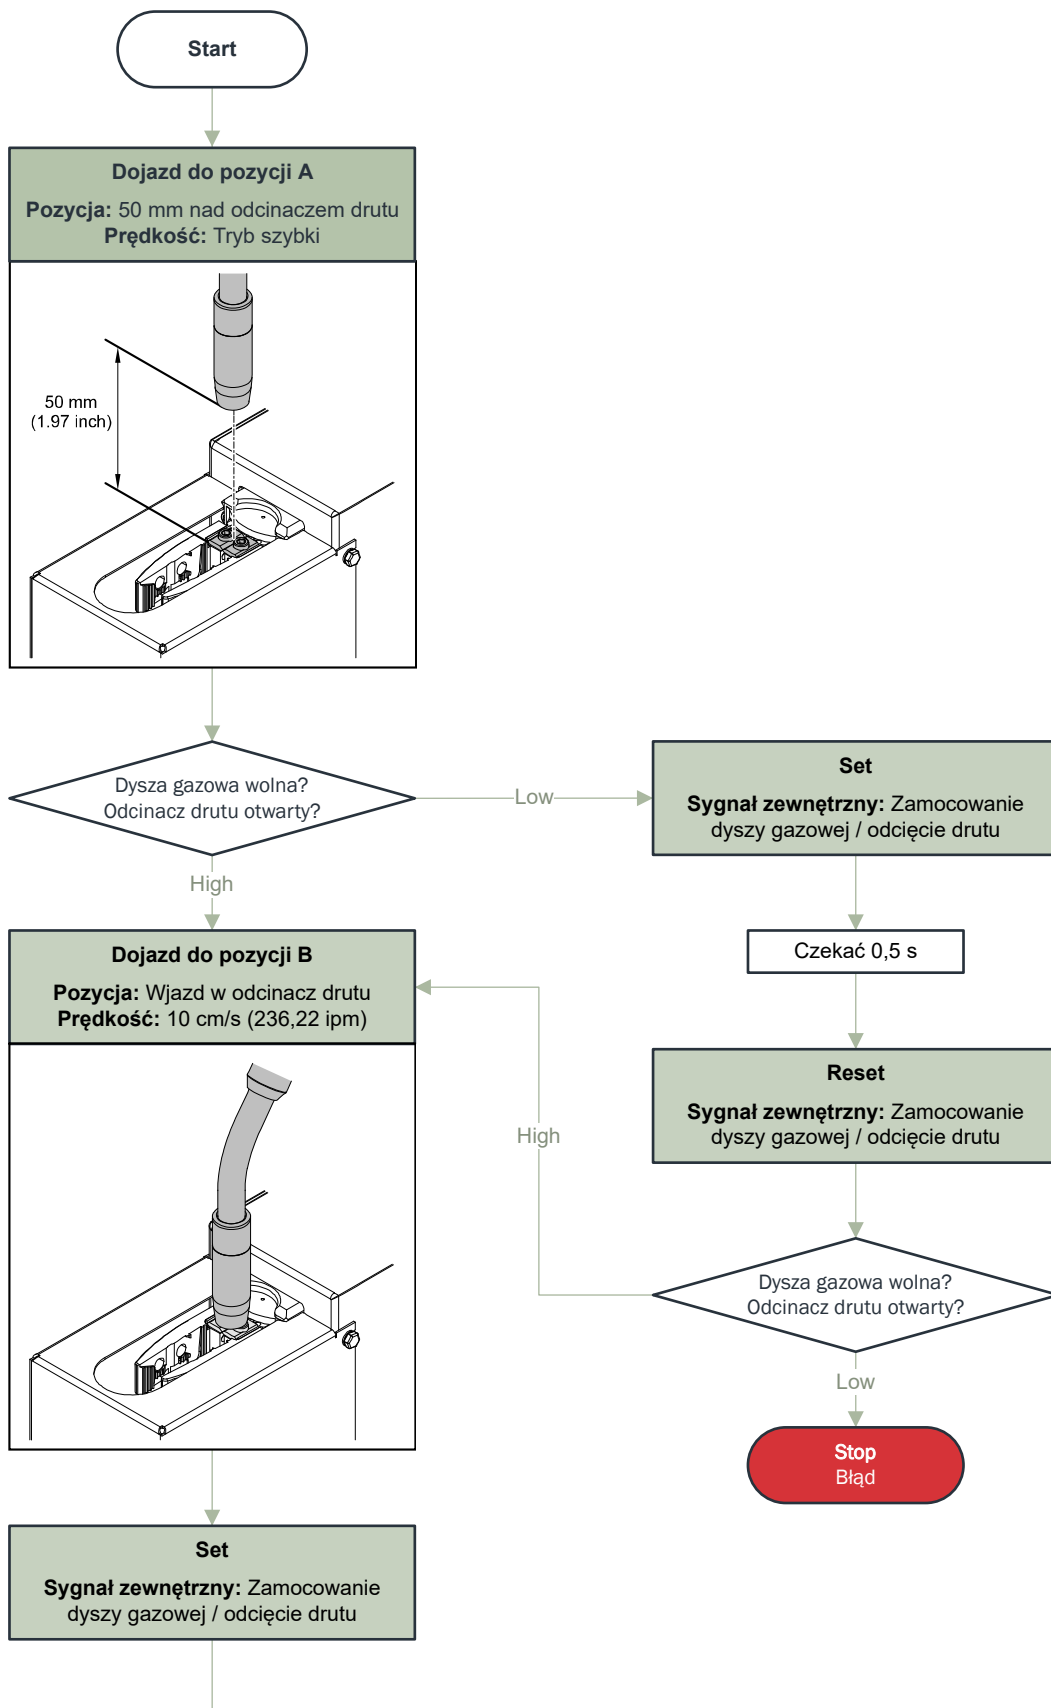 Start
Dojazd do pozycji A
Pozycja: 50 mm nad odcinaczem drutu
Prędkość: Tryb szybki
50 mm
(1.97 inch)
Dysza gazowa wolna?
Odcinacz drutu otwarty?
Low
Set
Sygnał zewnętrzny: Zamocowanie
dyszy gazowej / odcięcie drutu
High
Czekać 0,5 s
Dojazd do pozycji B
Pozycja: Wjazd w odcinacz drutu
Prędkość: 10 cm/s (236,22 ipm)
Reset
Sygnał zewnętrzny: Zamocowanie
dyszy gazowej / odcięcie drutu
High
Dysza gazowa wolna?
Odcinacz drutu otwarty?
Low
Stop
Błąd
Set
Sygnał zewnętrzny: Zamocowanie
dyszy gazowej / odcięcie drutu